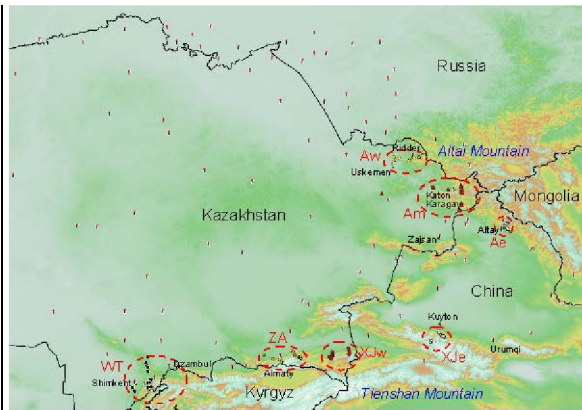 Russia
Ridder
Aw
Altai Mountain
Uskemen
Katon
Karagay
Mongolia
Kazakhstan
Am
Altay
Ae
Zajsan
China
Kuyton
ZA
XJw
XJe
Urumqi
WT
Dzambul
Almaty
Shimkent
Kyrgyz
Tienshan Mountain